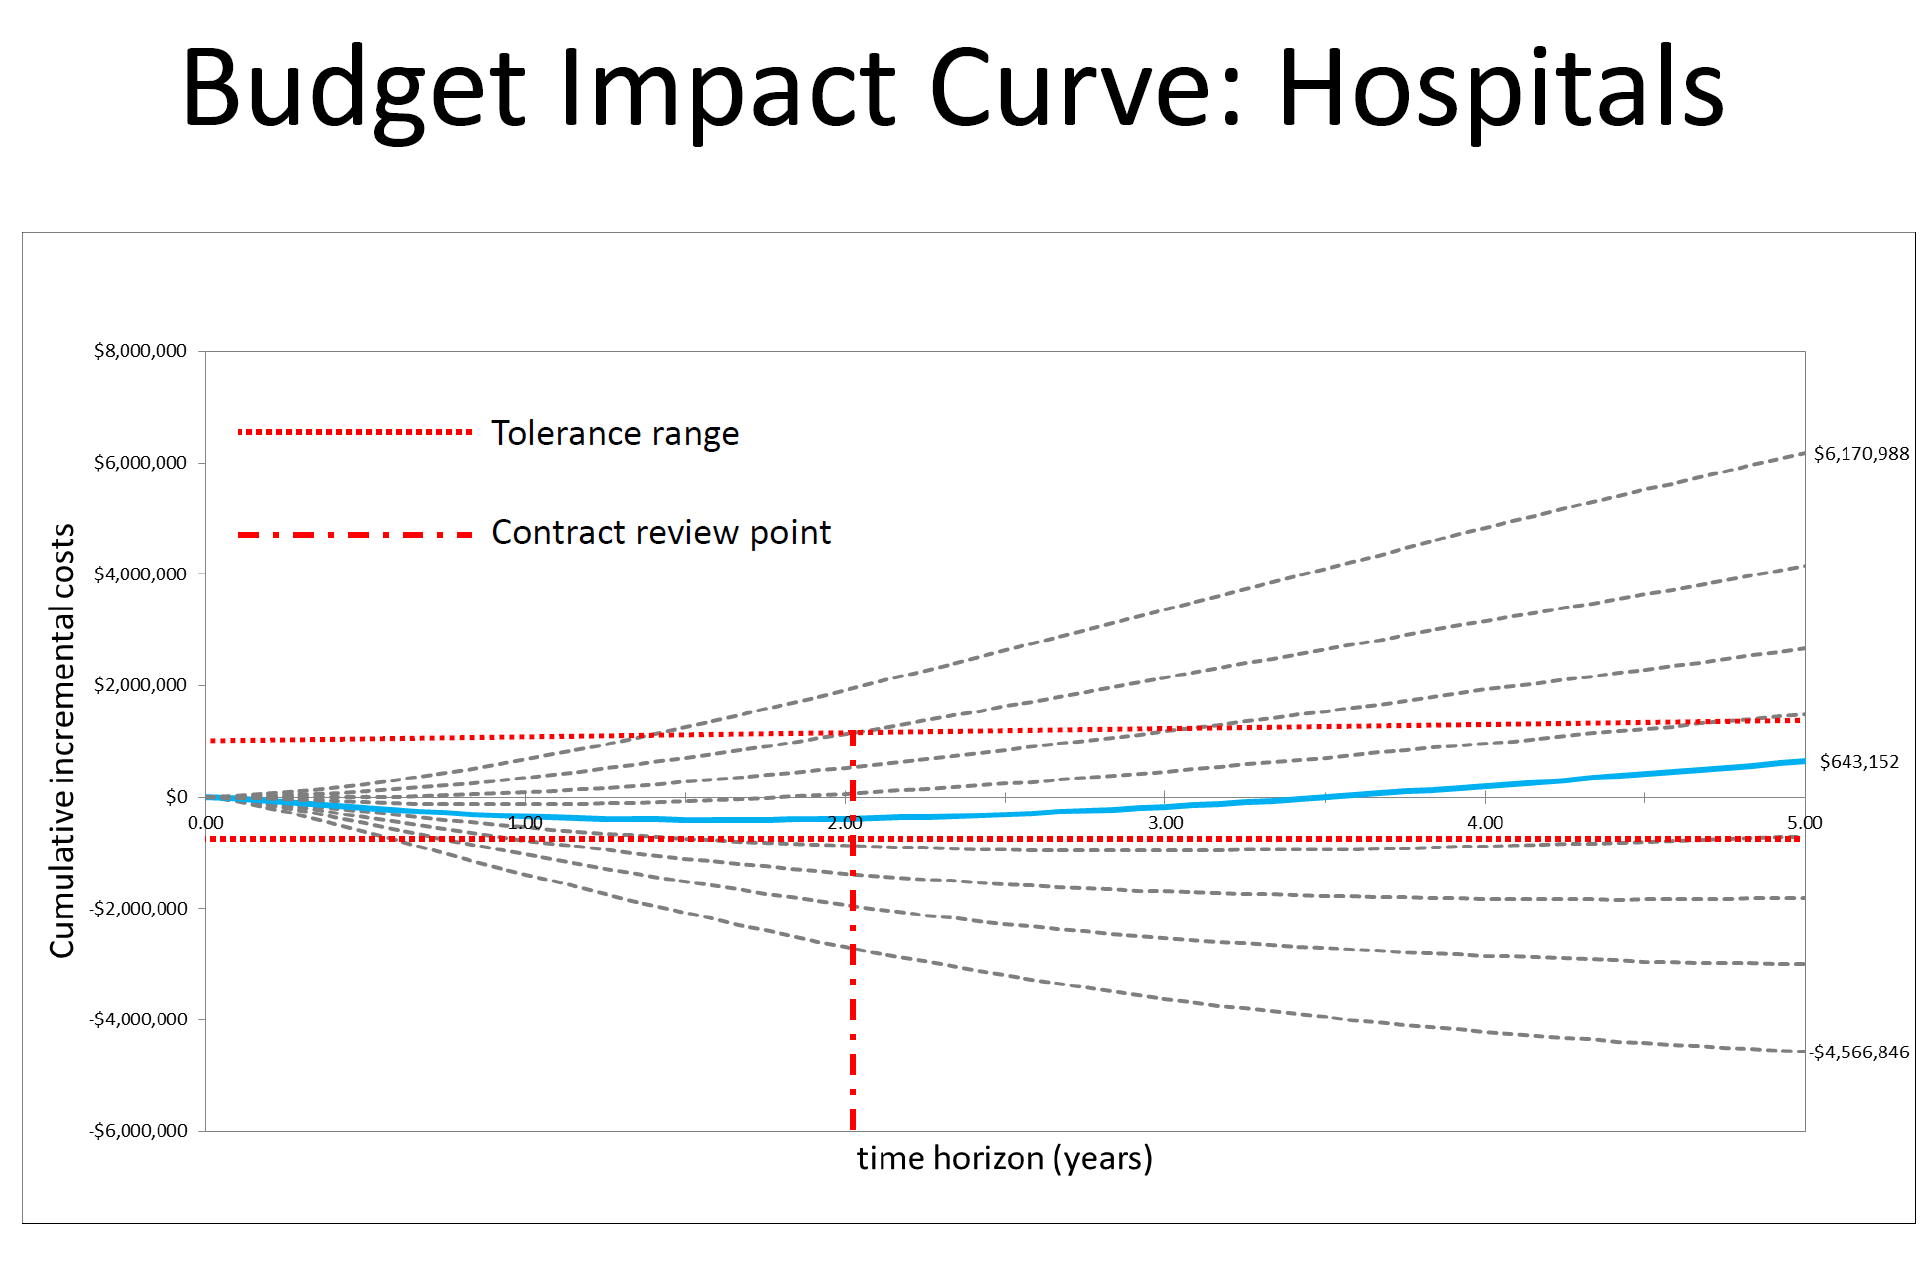 Budget Impact Curve: Hospitals
$8,000,000
Tolerance range
$6,000,000
$6,170,988
Contract review point
$4,000,000
Cumulative incremental costs
$2,000,000
$0
$643,152
0.00 1.00 2.00 3.00 4.00 5.00
-$2,000,000
-$4,000,000
-$4,566,846
-$6,000,000
time horizon (years)